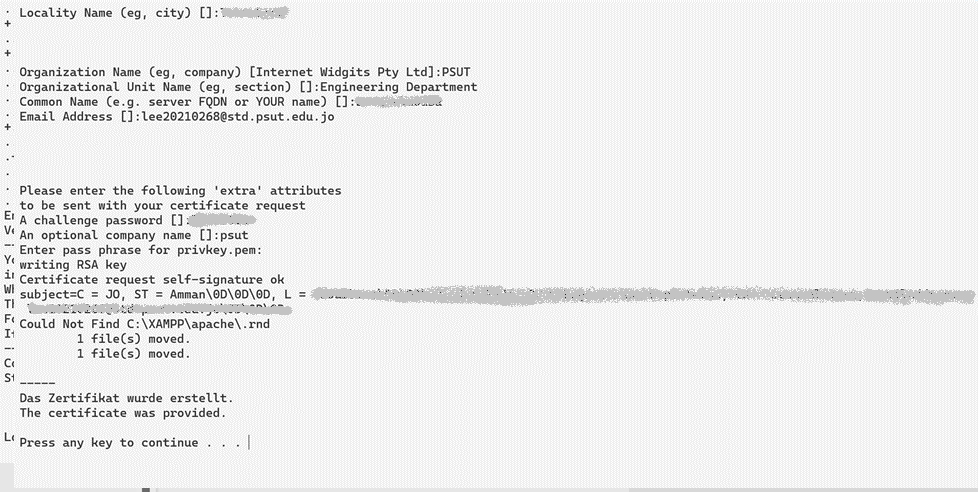 Locality Name (eg, city) []:
Organization Name (eg, company) [Internet Widgits Pty Ltd]:PSUT
Organizational Unit Name (eg, section) []:Engineering Department
Common Name (e.g. server FQDN or YOUR name) []:
Email Address []:lee20210268@std.psut.edu.jo
Please enter the following 'extra' attributes
to be sent with your certificate request
A challenge password []:
An optional company name []:psut
Enter pass phrase for privkey.pem:
writing RSA key
Certificate request self-signature ok
subject=C = JO, ST = Amman\0D\0D\0D, L =
Could Not Find C:\XAMPP\apache\.rnd
1 file(s) moved.
1 file(s) moved.
_____
Das Zertifikat wurde erstellt.
The certificate was provided.
Press any key to continue . . .